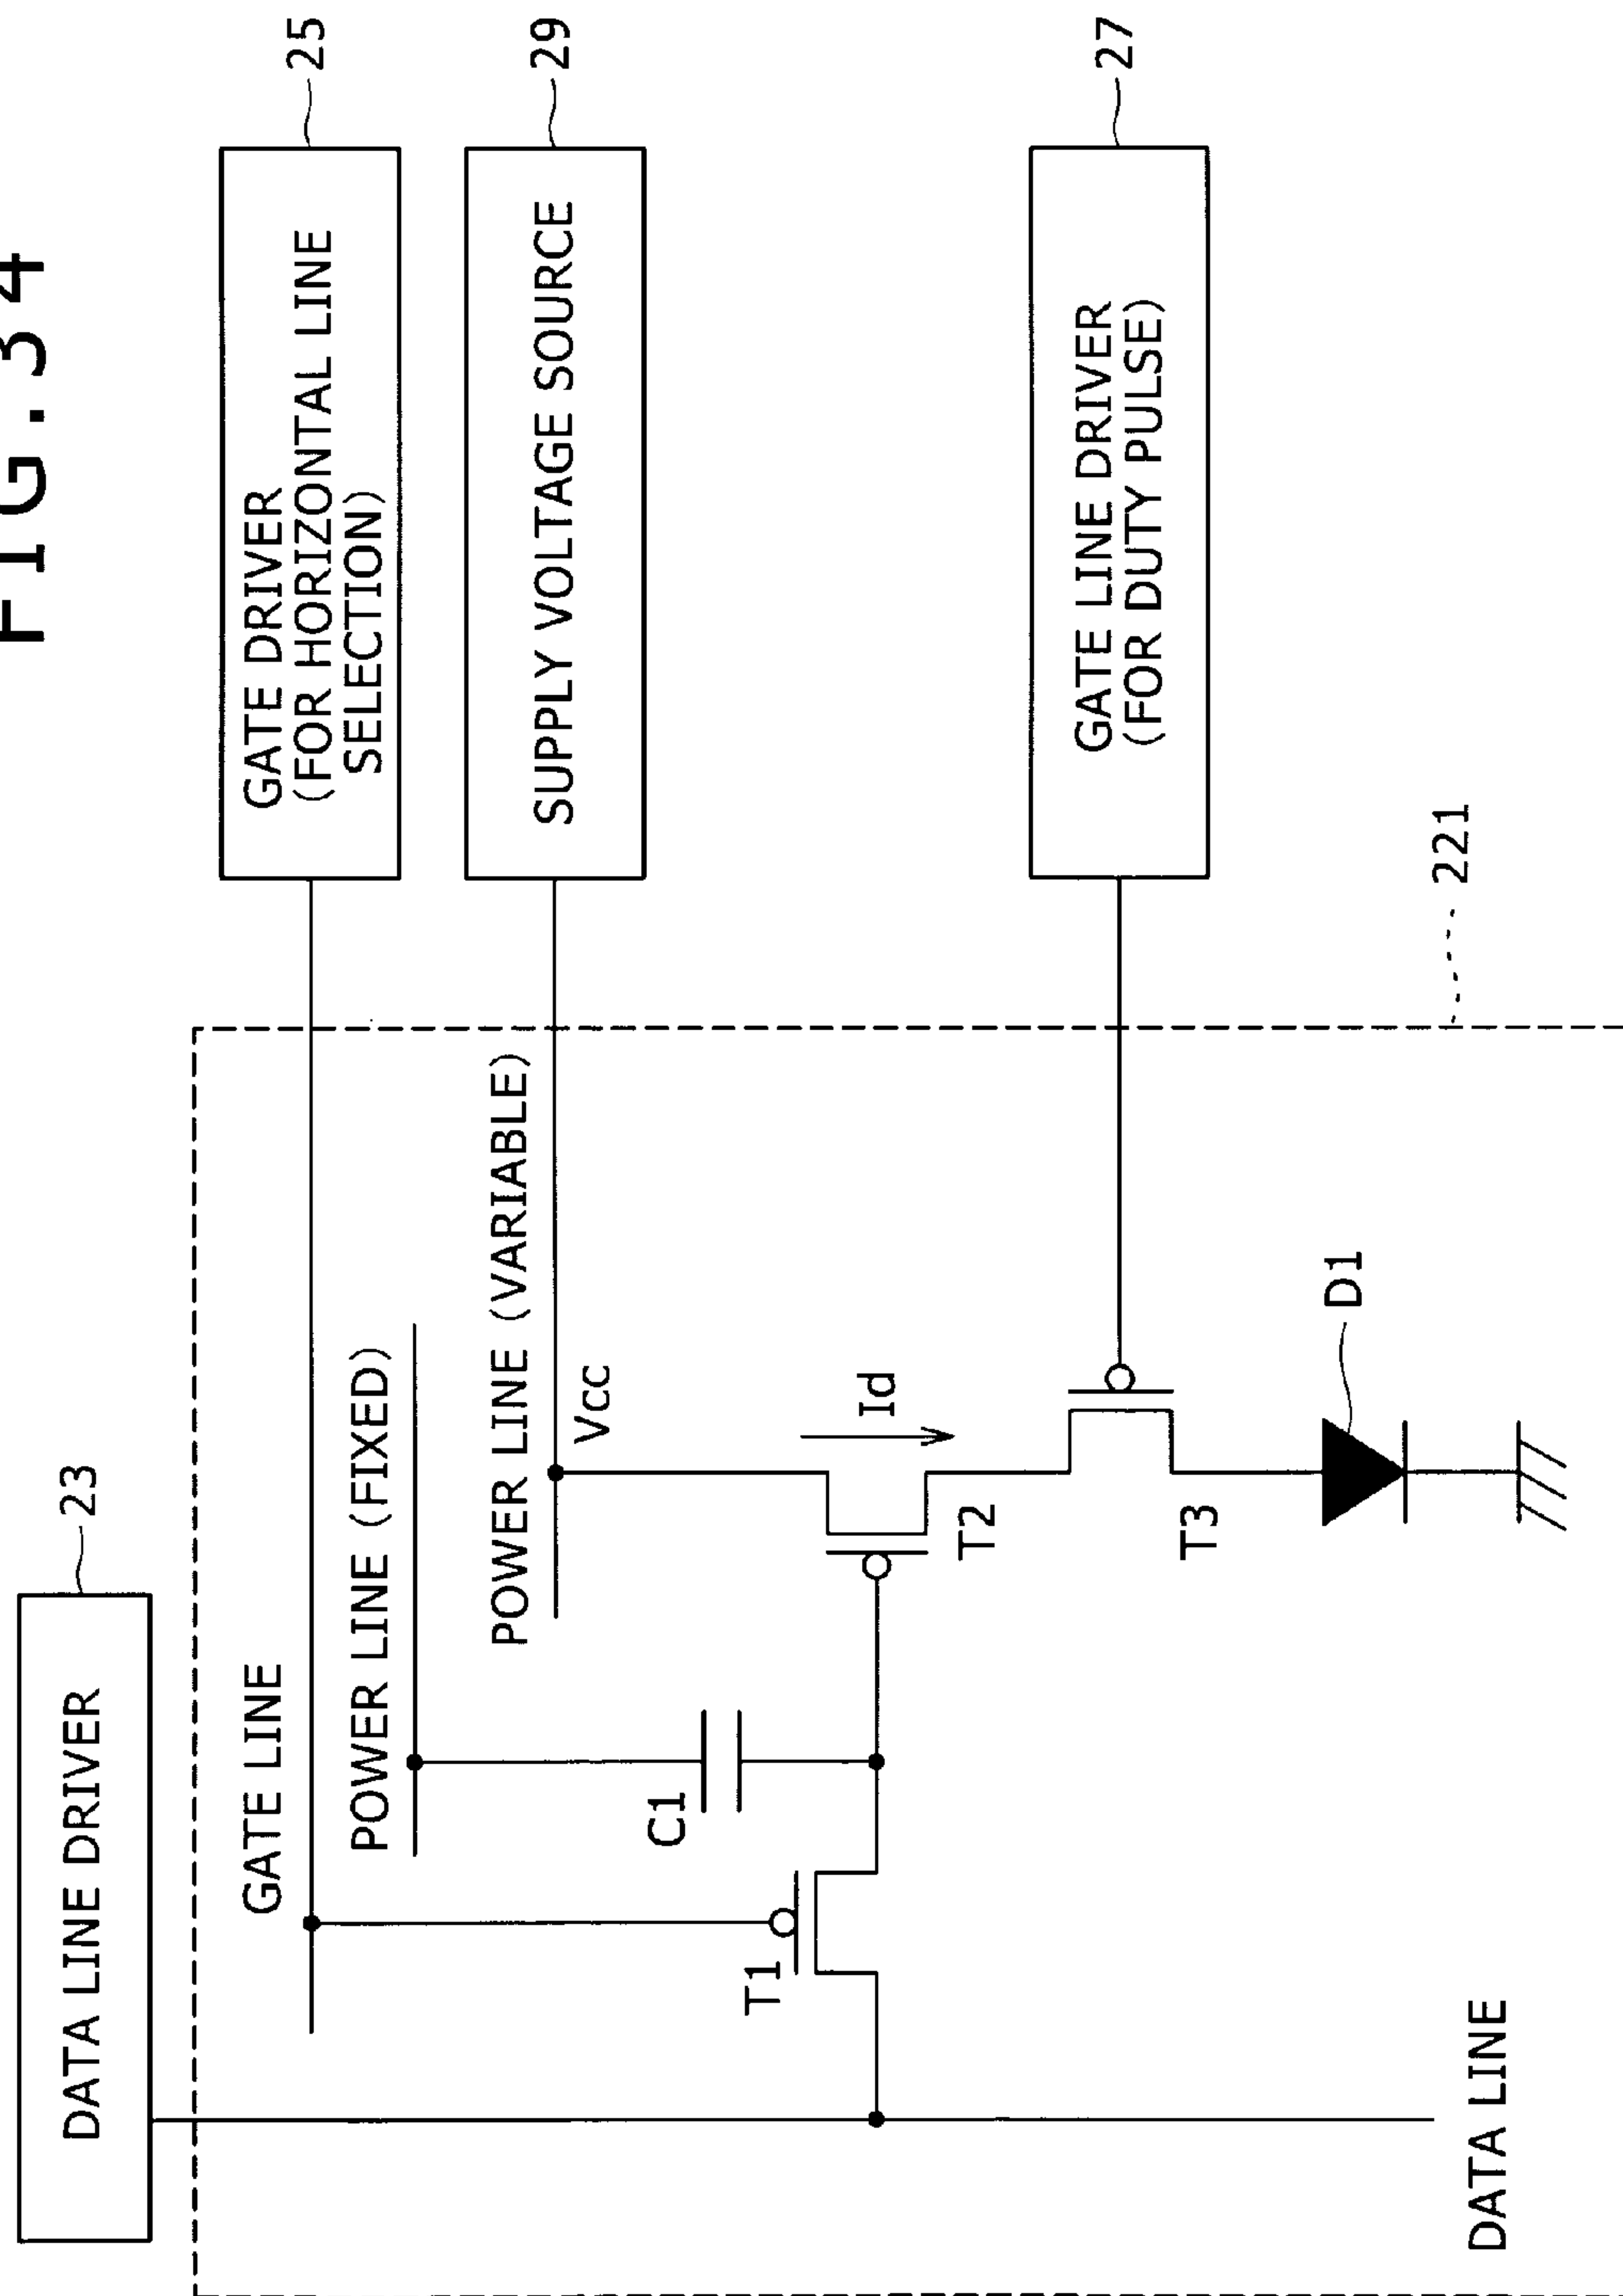 FIG.34
DATA LINE DRIVER
23
GATE LINE
GATE DRIVER
(FOR HORIZONTAL LINE
SELECTION)
25
POWER LINE (FIXED)
POWER LINE (VARIABLE)
SUPPLY VOLTAGE SOURCE
29
Vcc
C1
T1
Id
T2
GATE LINE DRIVER
(FOR DUTY PULSE)
27
T3
D1
221
DATA LINE